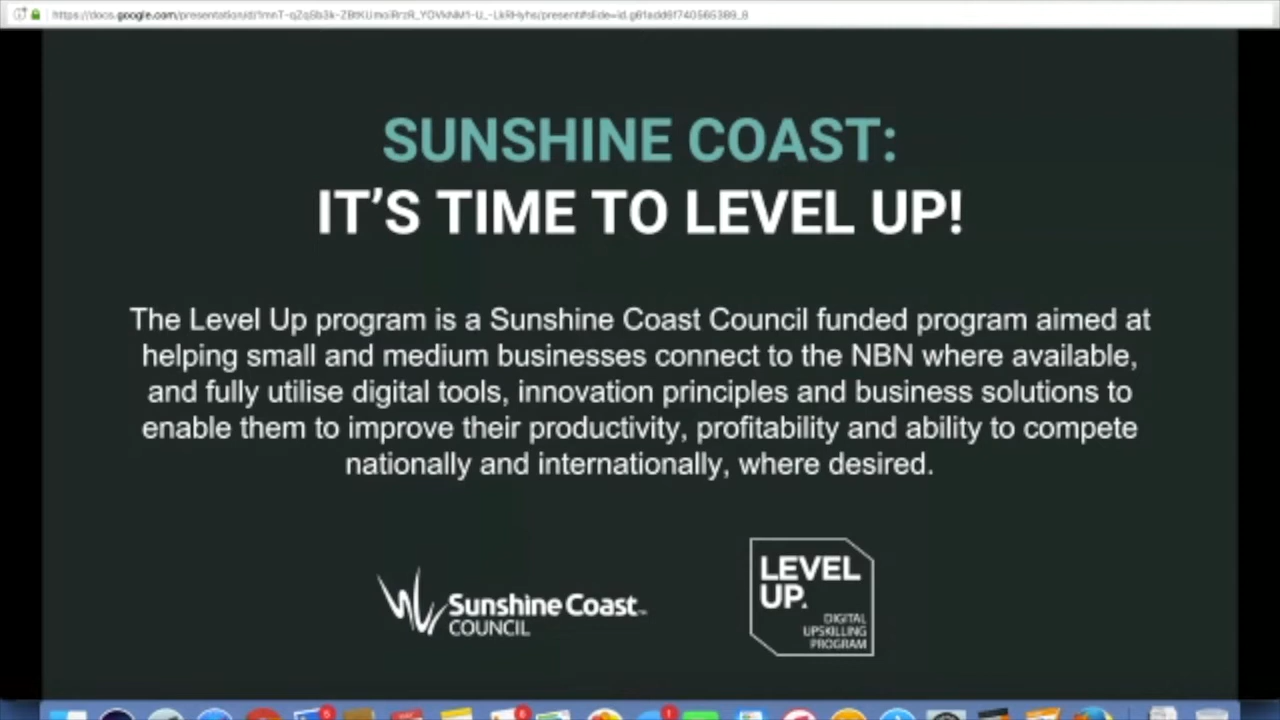 SUNSHINE COAST:
IT'S TIME TO LEVEL UP!
The Level Up program is a Sunshine Coast Council funded program aimed at
helping small and medium businesses connect to the NBN where available,
and fully utilise digital tools, innovation principles and business solutions to
enable them to improve their productivity, profitability and ability to compete
nationally and internationally, where desired.
Sunshine Coast
COUNCIL
LEVEL
UP.
DIGITAL
UPSKILLING
PROGRAM